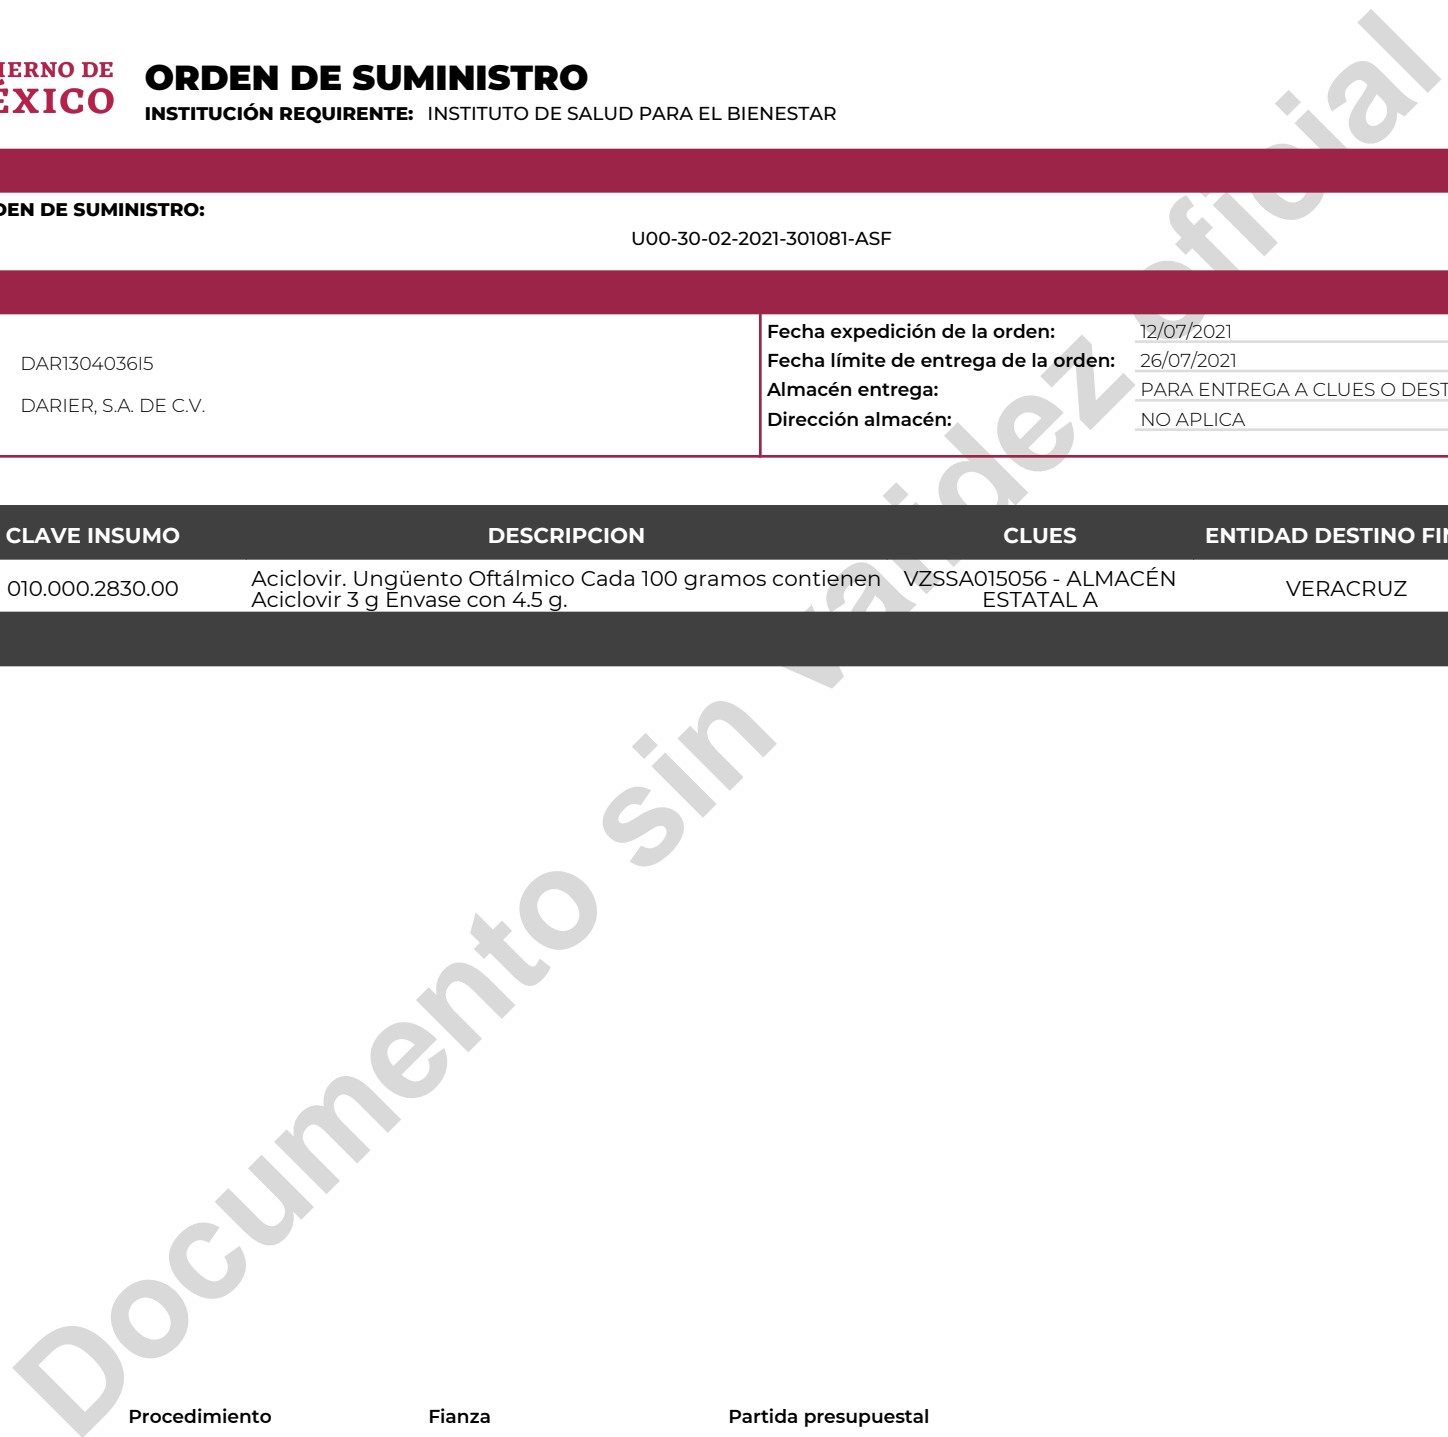 IERNO DE
ÉXICO
ORDEN DE SUMINISTRO
INSTITUCIÓN REQUIRENTE: INSTITUTO DE SALUD PARA EL BIENESTAR
DEN DE SUMINISTRO:
U00-30-02-2021-301081-ASF
DAR1304036I5
DARIER, S.A. DE C.V.
Fecha expedición de la orden: 12/07/2021
Fecha límite de entrega de la orden: 26/07/2021
Almacén entrega: PARA ENTREGA A CLUES O DEST
Dirección almacén: NO APLICA
CLAVE INSUMO DESCRIPCION CLUES ENTIDAD DESTINO FIN
010.000.2830.00 Aciclovir. Ungüento Oftálmico Cada 100 gramos contienen Aciclovir 3 g Envase con 4.5 g. VZSSA015056 - ALMACÉN ESTATAL A VERACRUZ
Documento sin validez oficial
Procedimiento Fianza Partida presupuestal